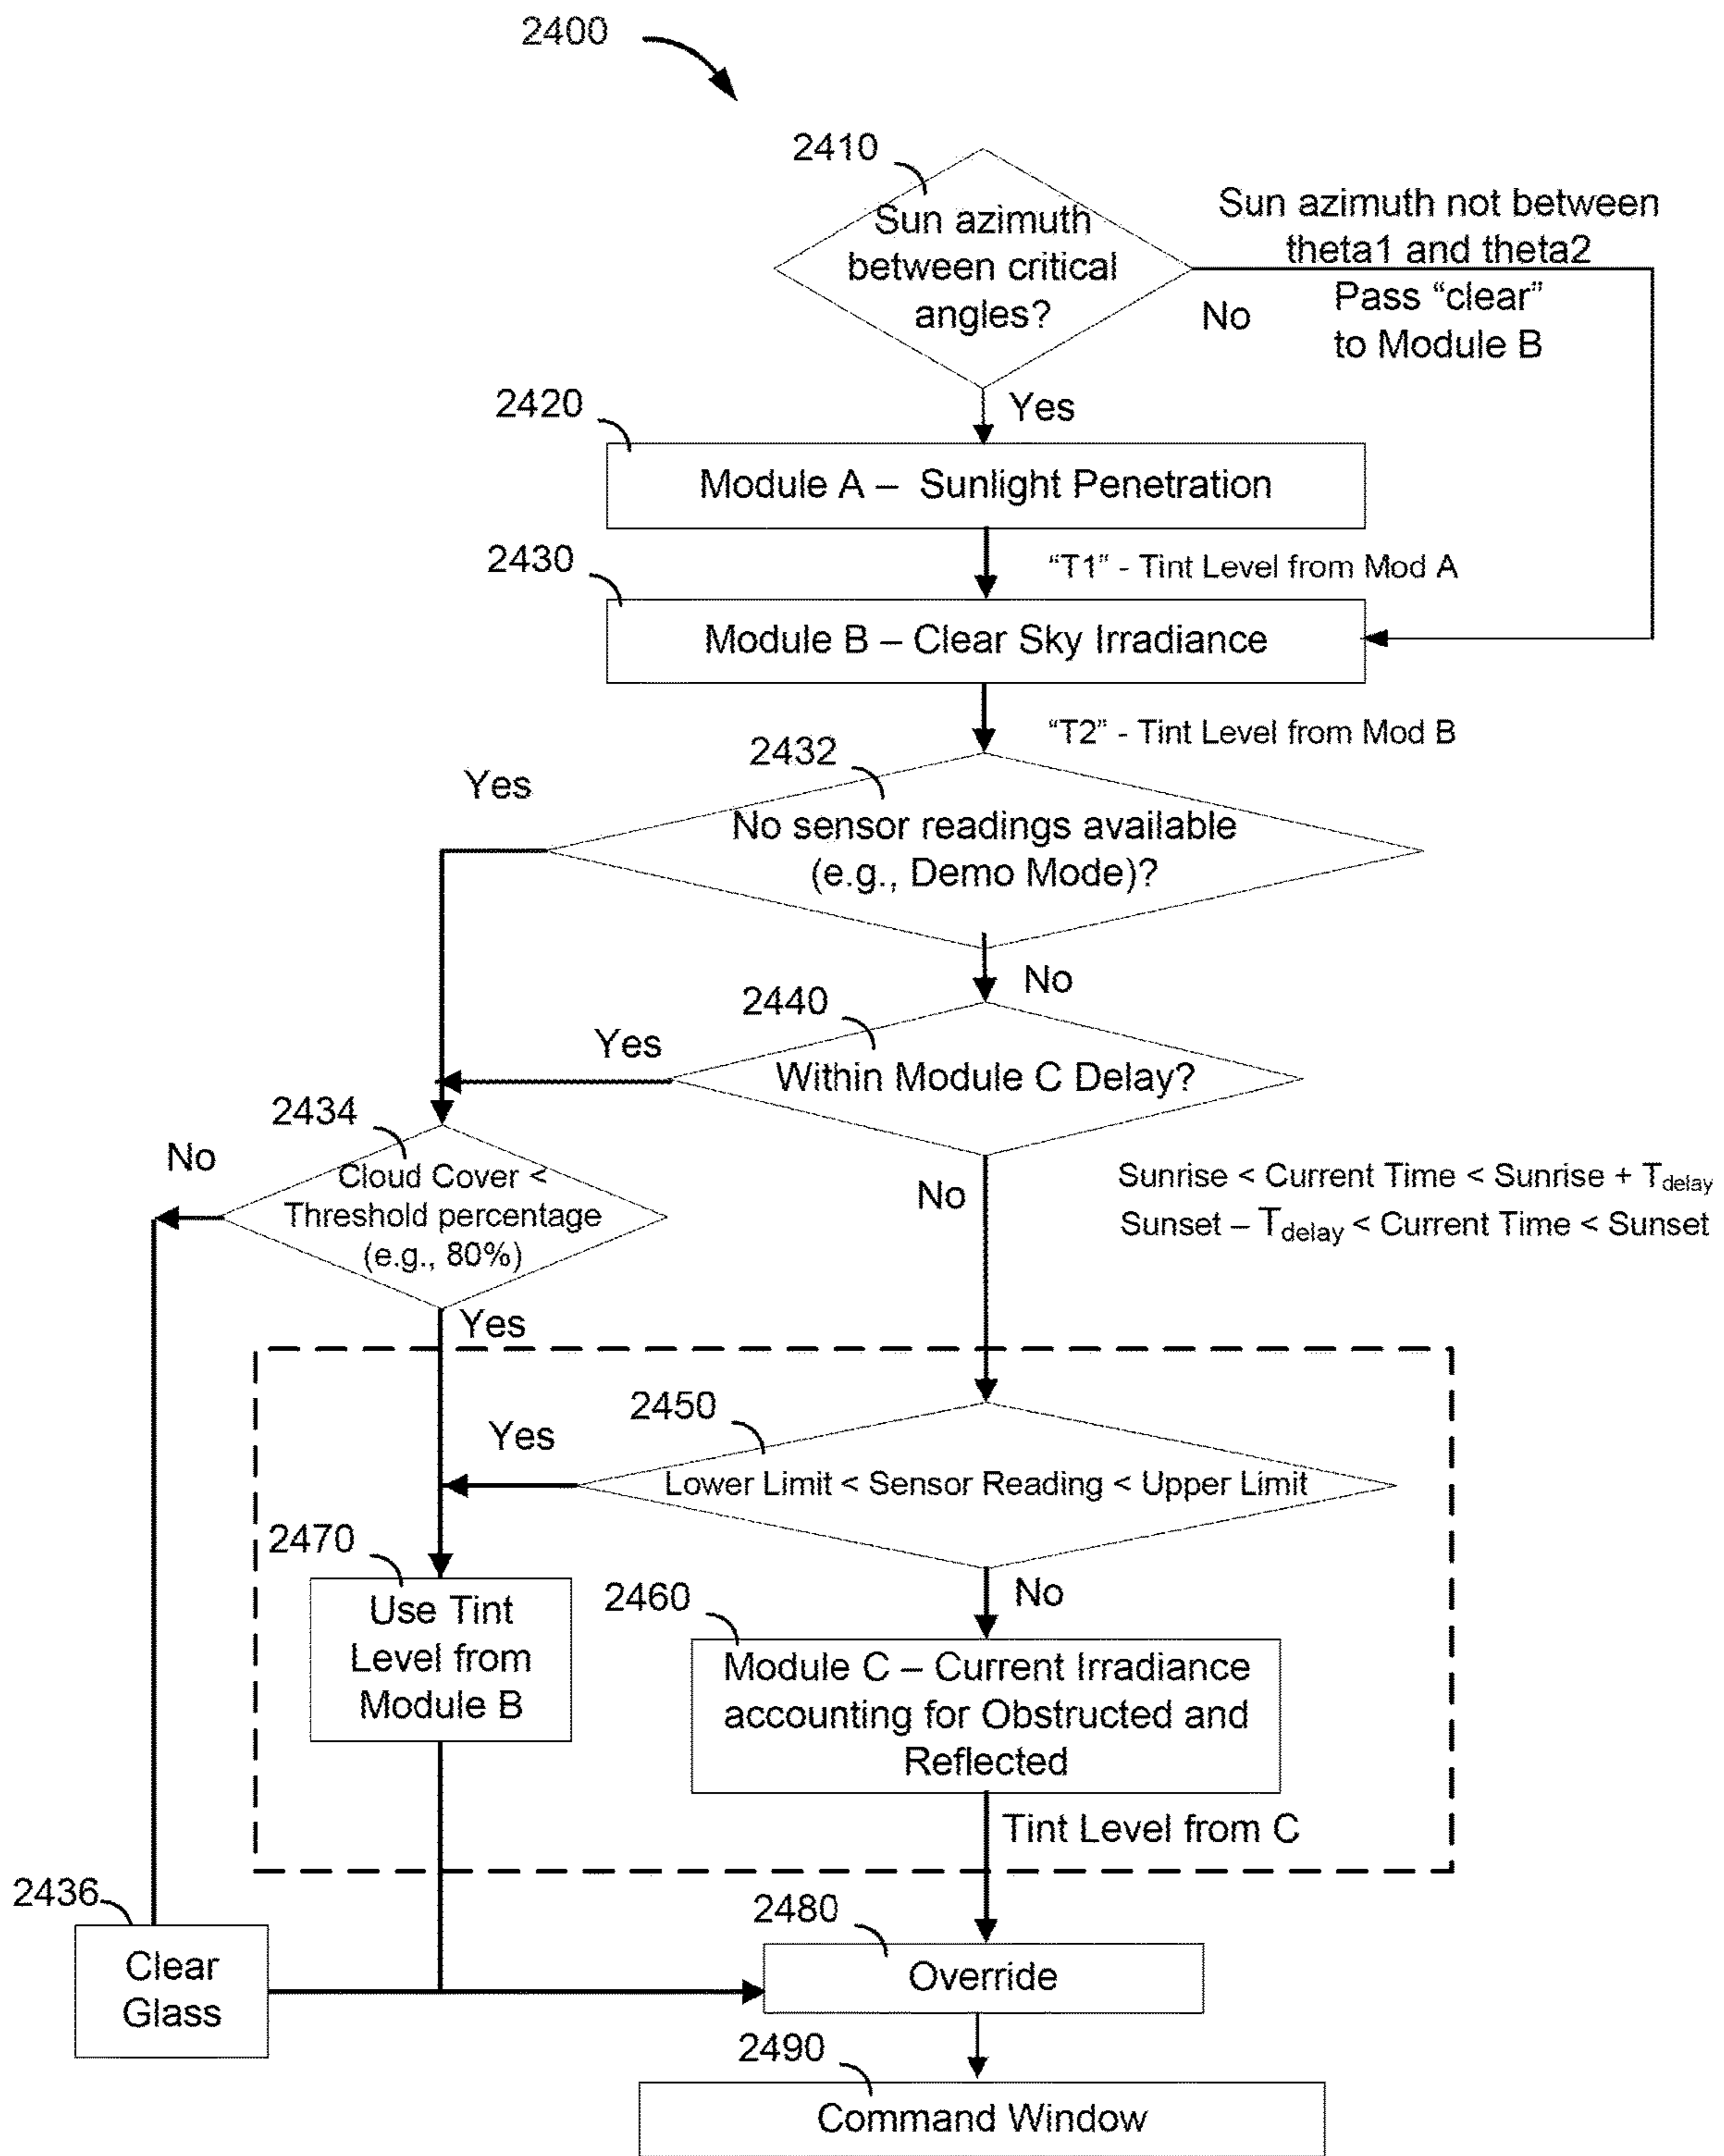 2400
2410
Sun azimuth
between critical
angles?
Sun azimuth not between
theta1 and theta2
Pass “clear”
to Module B
No
Yes
2420
Module A – Sunlight Penetration
“T1” - Tint Level from Mod A
2430
Module B – Clear Sky Irradiance
“T2” - Tint Level from Mod B
2432
Yes
No sensor readings available
(e.g., Demo Mode)?
No
2440
Yes
Within Module C Delay?
2434
No
Cloud Cover <
Threshold percentage
(e.g., 80%)
Yes
No
Sunrise < Current Time < Sunrise + Tdelay
Sunset – Tdelay < Current Time < Sunset
2450
Yes
Lower Limit < Sensor Reading < Upper Limit
No
2470
Use Tint
Level from
Module B
2460
Module C – Current Irradiance
accounting for Obstructed and
Reflected
Tint Level from C
2436
Clear
Glass
2480
Override
2490
Command Window